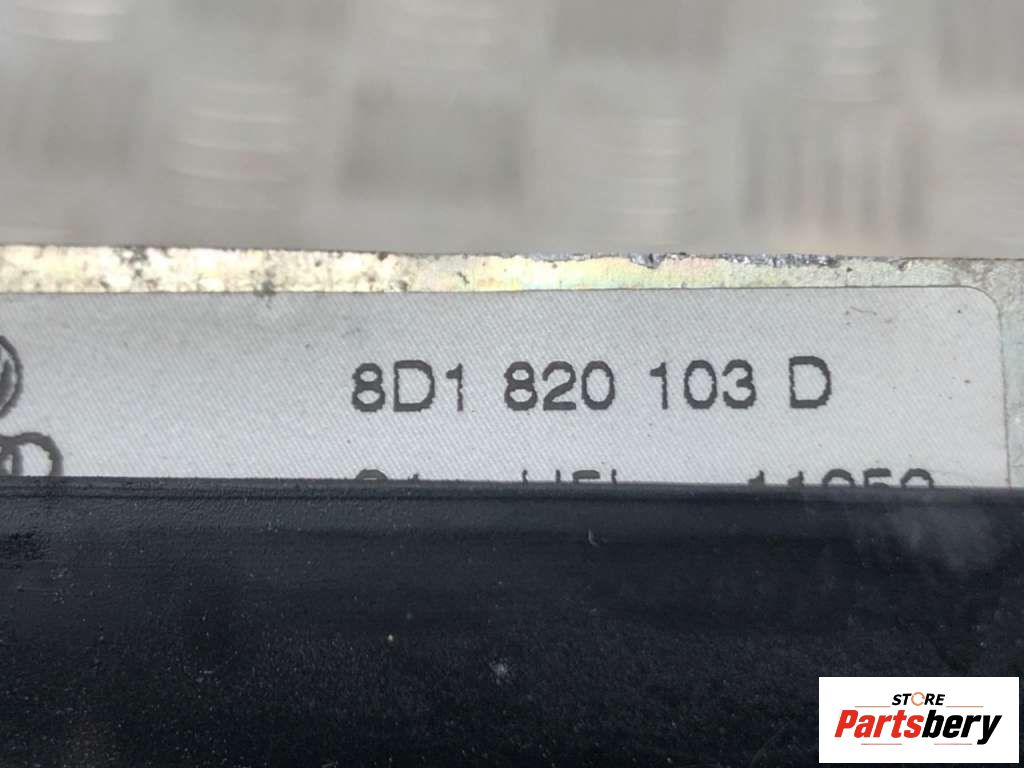 8D1 820 103 D
STORE
Partsbery